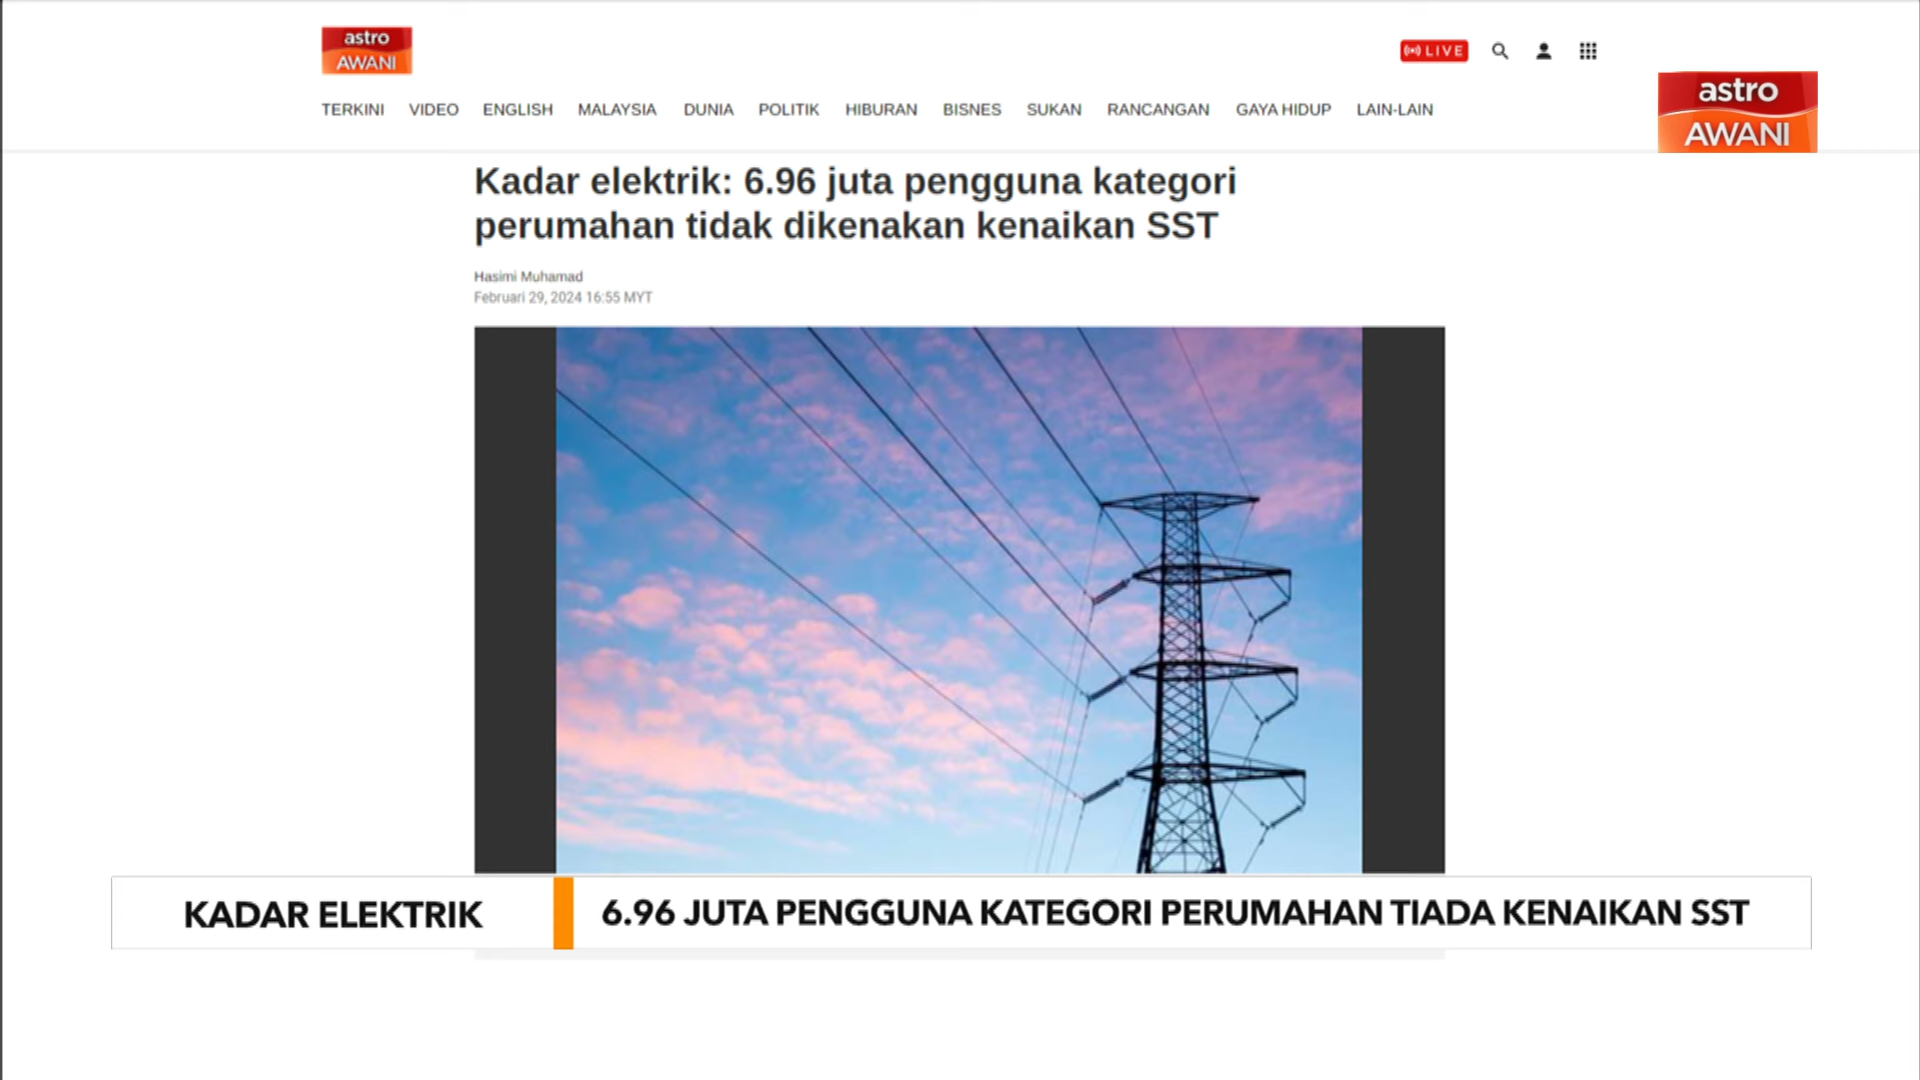 astro
AWANI
LIVE
astro
AWANI
TERKINI VIDEO ENGLISH MALAYSIA DUNIA POLITIK HIBURAN BISNES SUKAN RANCANGAN GAYA HIDUP LAIN-LAIN
Kadar elektrik: 6.96 juta pengguna kategori
perumahan tidak dikenakan kenaikan SST
Hasimi Muhamad
Februari 29, 2024 16:55 MYT
KADAR ELEKTRIK
6.96 JUTA PENGGUNA KATEGORI PERUMAHAN TIADA KENAIKAN SST